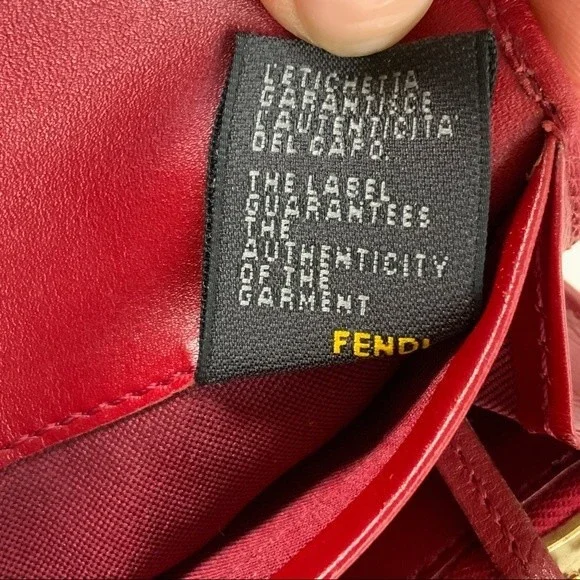 L'ETICHETTA
GARANTISCE
L'AUTENTICITA'
DEL CAPO.
THE LABEL
GUARANTEES
THE
AUTHENTICITY
OF THE
GARMENT
FENDI